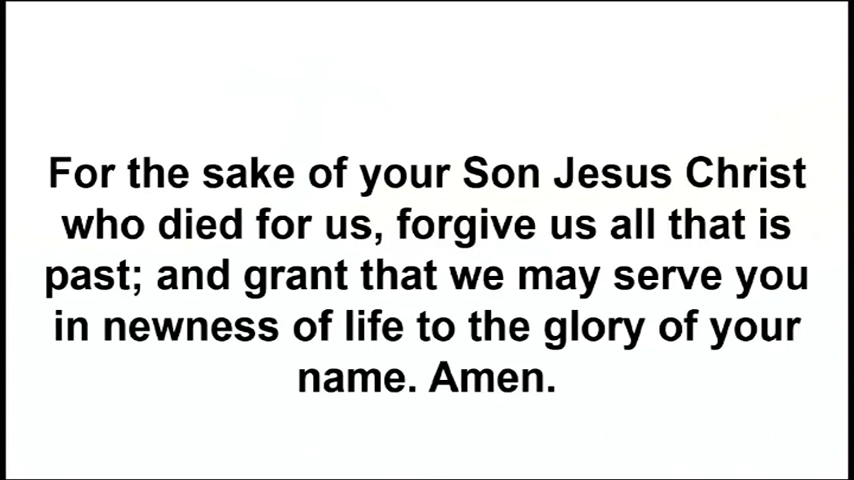 For the sake of your Son Jesus Christ
who died for us, forgive us all that is
past; and grant that we may serve you
in newness of life to the glory of your
name. Amen.